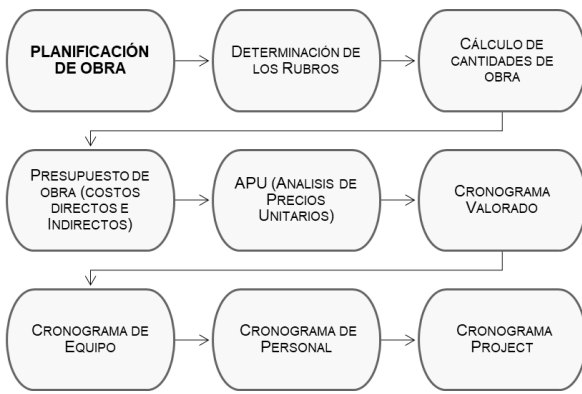 PLANIFICACIÓN
DE OBRA
DETERMINACIÓN DE
LOS RUBROS
CÁLCULO DE
CANTIDADES DE
OBRA
PRESUPUESTO DE
OBRA (COSTOS
DIRECTOS E
INDIRECTOS)
APU (ANALISIS DE
PRECIOS
UNITARIOS)
CRONOGRAMA
VALORADO
CRONOGRAMA DE
EQUIPO
CRONOGRAMA DE
PERSONAL
CRONOGRAMA
PROJECT